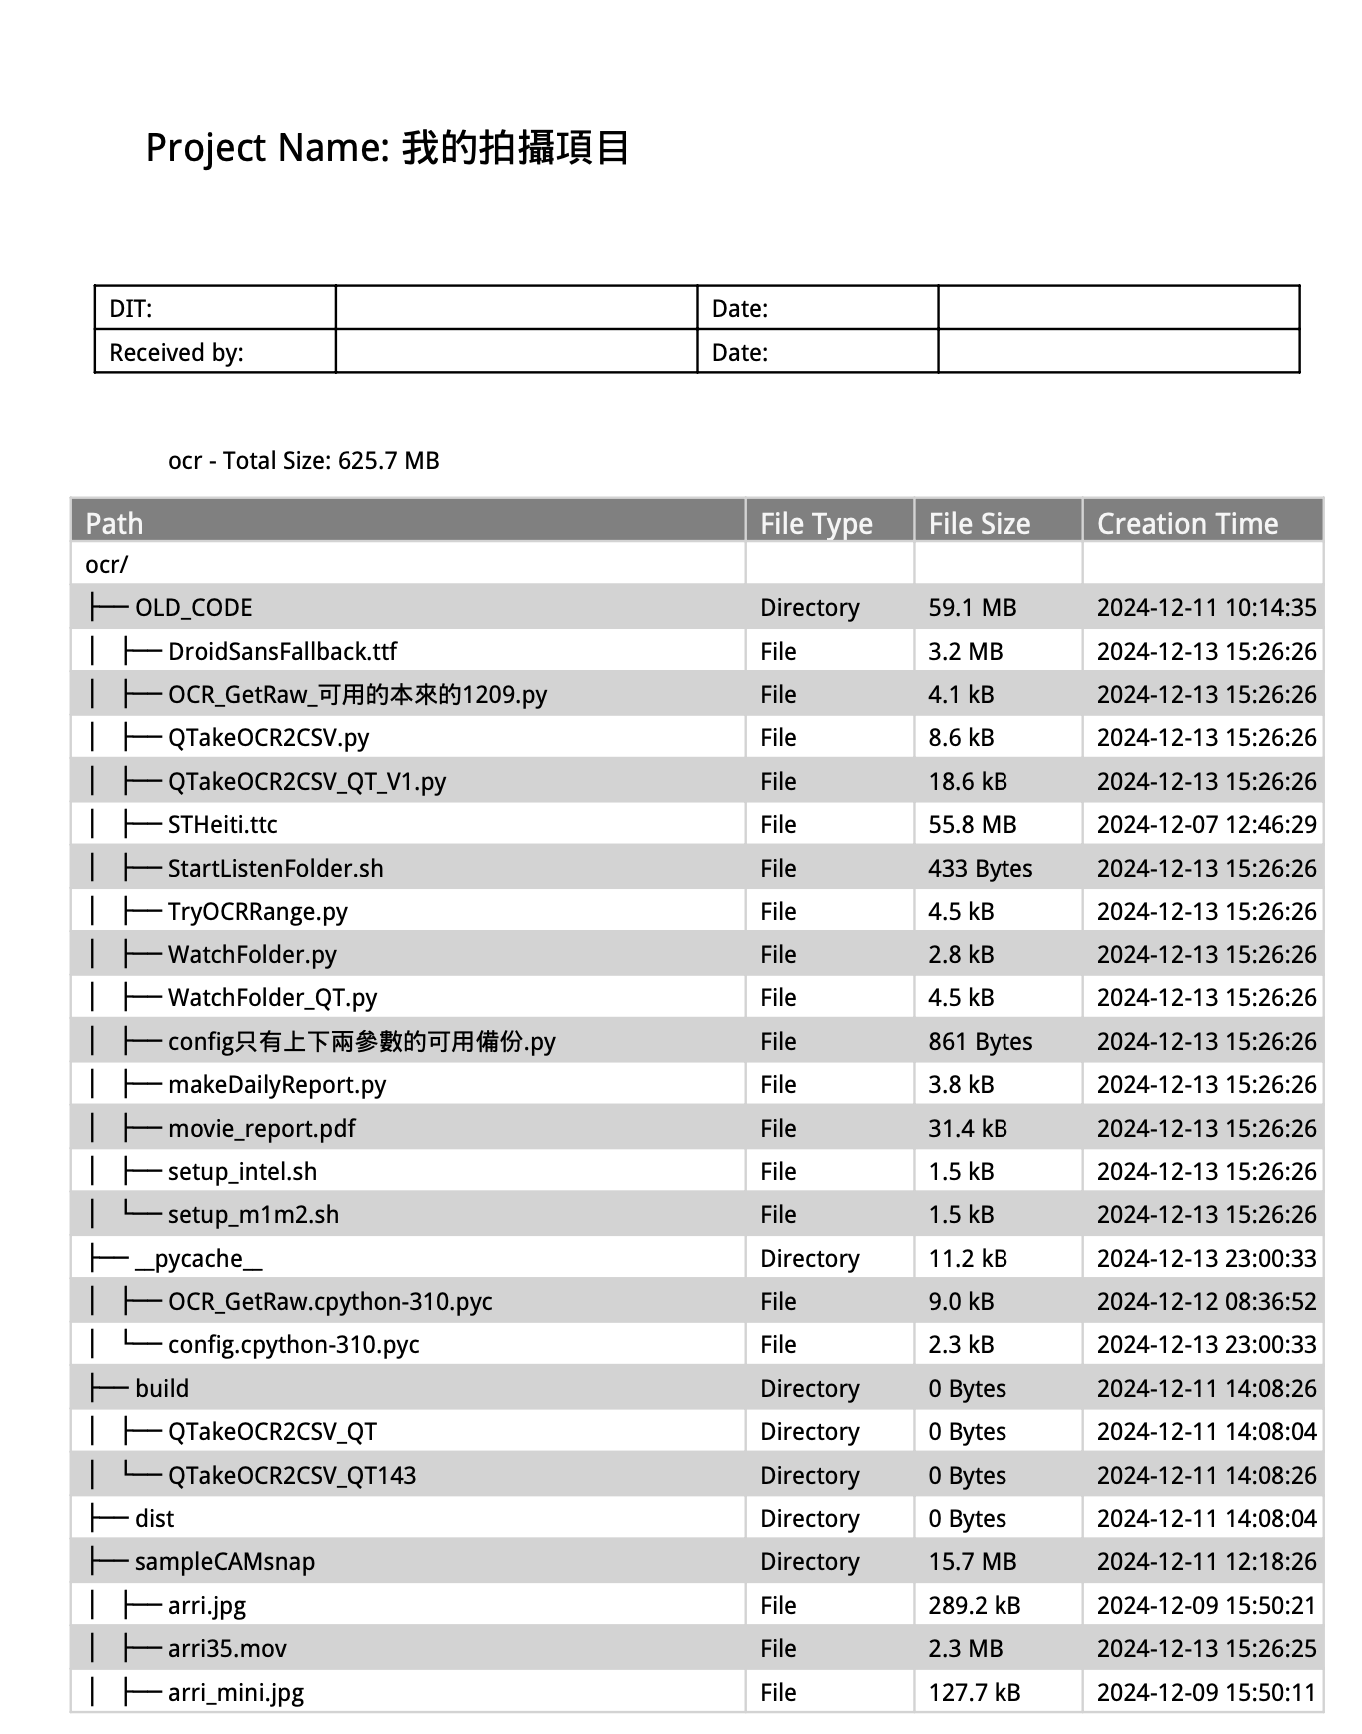 Project Name: 我的拍攝項目
DIT: Date:
Received by: Date:
ocr - Total Size: 625.7 MB
Path File Type File Size Creation Time
ocr/
├── OLD_CODE Directory 59.1 MB 2024-12-11 10:14:35
│ ├── DroidSansFallback.ttf File 3.2 MB 2024-12-13 15:26:26
│ ├── OCR_GetRaw_可用的本來的1209.py File 4.1 kB 2024-12-13 15:26:26
│ ├── QTakeOCR2CSV.py File 8.6 kB 2024-12-13 15:26:26
│ ├── QTakeOCR2CSV_QT_V1.py File 18.6 kB 2024-12-13 15:26:26
│ ├── STHeiti.ttc File 55.8 MB 2024-12-07 12:46:29
│ ├── StartListenFolder.sh File 433 Bytes 2024-12-13 15:26:26
│ ├── TryOCRRange.py File 4.5 kB 2024-12-13 15:26:26
│ ├── WatchFolder.py File 2.8 kB 2024-12-13 15:26:26
│ ├── WatchFolder_QT.py File 4.5 kB 2024-12-13 15:26:26
│ ├── config只有上下兩參數的可用備份.py File 861 Bytes 2024-12-13 15:26:26
│ ├── makeDailyReport.py File 3.8 kB 2024-12-13 15:26:26
│ ├── movie_report.pdf File 31.4 kB 2024-12-13 15:26:26
│ ├── setup_intel.sh File 1.5 kB 2024-12-13 15:26:26
│ └── setup_m1m2.sh File 1.5 kB 2024-12-13 15:26:26
├── __pycache__ Directory 11.2 kB 2024-12-13 23:00:33
│ ├── OCR_GetRaw.cpython-310.pyc File 9.0 kB 2024-12-12 08:36:52
│ └── config.cpython-310.pyc File 2.3 kB 2024-12-13 23:00:33
├── build Directory 0 Bytes 2024-12-11 14:08:26
│ ├── QTakeOCR2CSV_QT Directory 0 Bytes 2024-12-11 14:08:04
│ └── QTakeOCR2CSV_QT143 Directory 0 Bytes 2024-12-11 14:08:26
├── dist Directory 0 Bytes 2024-12-11 14:08:04
├── sampleCAMsnap Directory 15.7 MB 2024-12-11 12:18:26
│ ├── arri.jpg File 289.2 kB 2024-12-09 15:50:21
│ ├── arri35.mov File 2.3 MB 2024-12-13 15:26:25
│ ├── arri_mini.jpg File 127.7 kB 2024-12-09 15:50:11